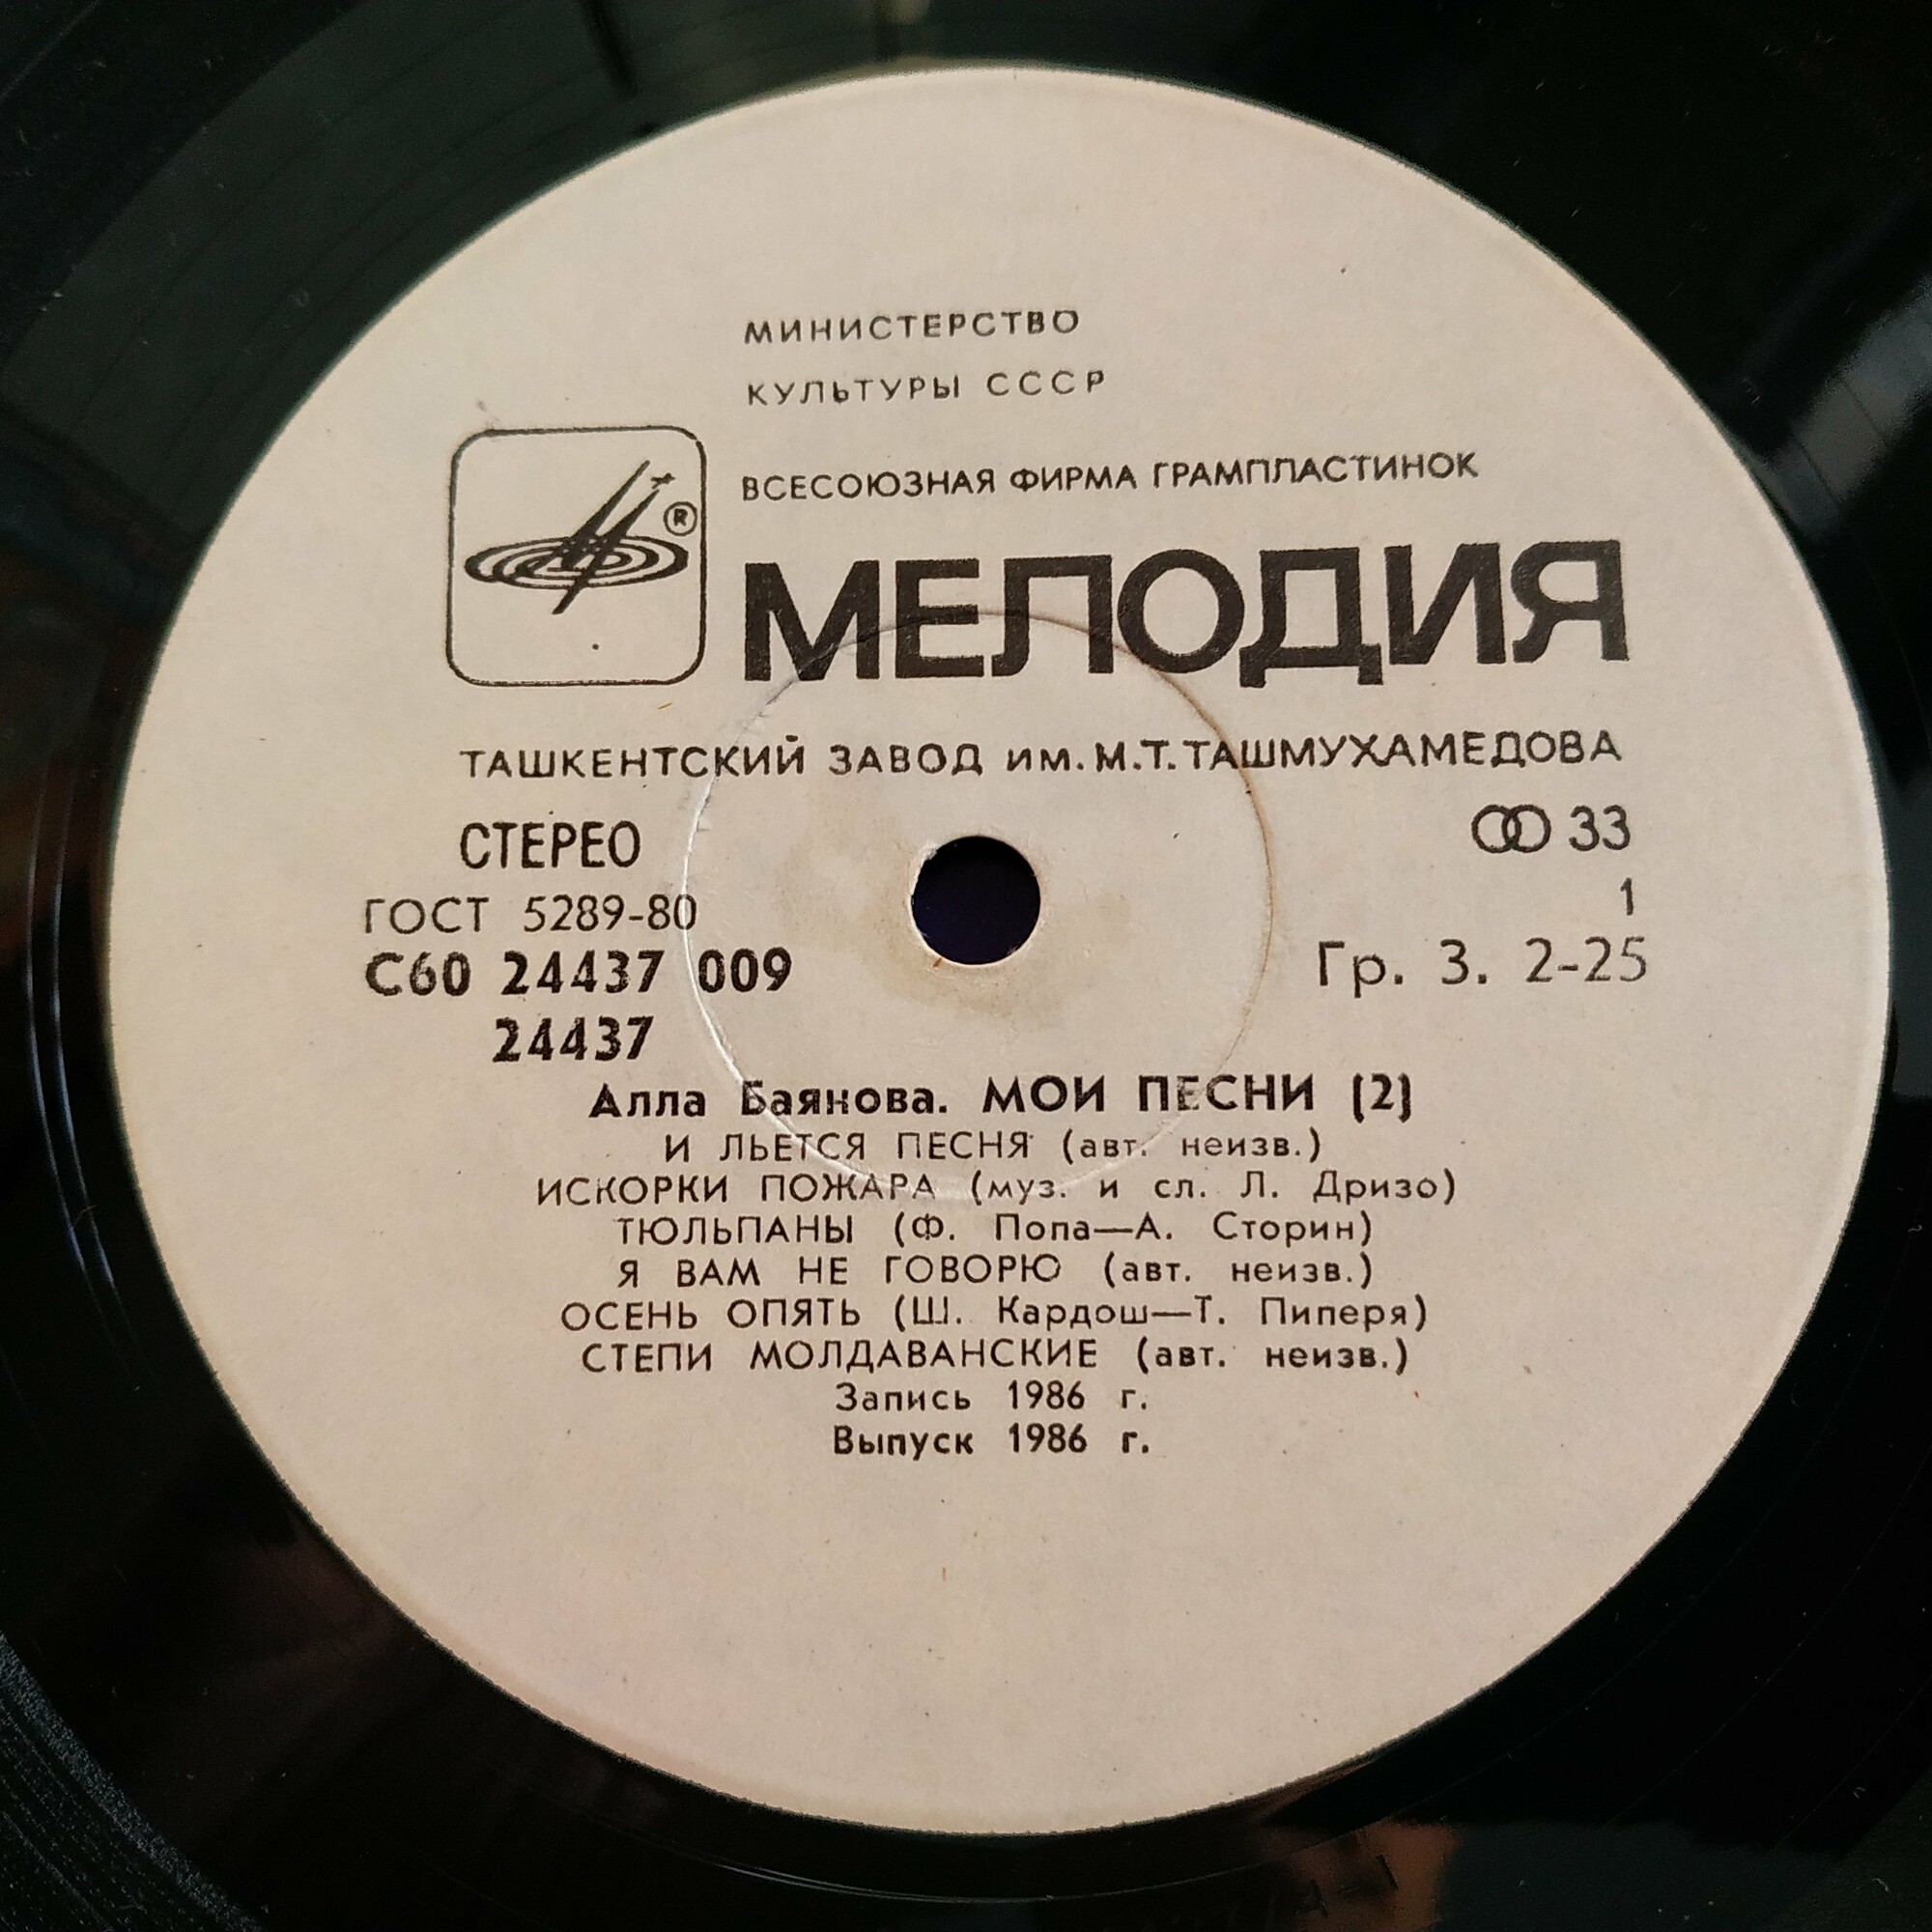 МИНИСТЕРСТВО
КУЛЬТУРЫ СССР
ВСЕСОЮЗНАЯ ФИРМА ГРАМПЛАСТИНОК
®
МЕЛОДИЯ
ТАШКЕНТСКИЙ ЗАВОД ИМ. М.Т. ТАШМУХАМЕДОВА
СТЕРЕО 33
ГОСТ 5289-80 1
С60 24437 009 Гр. 3. 2-25
24437
Алла Баянова. МОИ ПЕСНИ (2)
И ЛЬЕТСЯ ПЕСНЯ (авт. неизв.)
ИСКОРКИ ПОЖАРА (муз. и сл. Л. Дризо)
ТЮЛЬПАНЫ (Ф. Попа—А. Сторин)
Я ВАМ НЕ ГОВОРЮ (авт. неизв.)
ОСЕНЬ ОПЯТЬ (Ш. Кардош—Т. Пиперя)
СТЕПИ МОЛДАВАНСКИЕ (авт. неизв.)
Запись 1986 г.
Выпуск 1986 г.